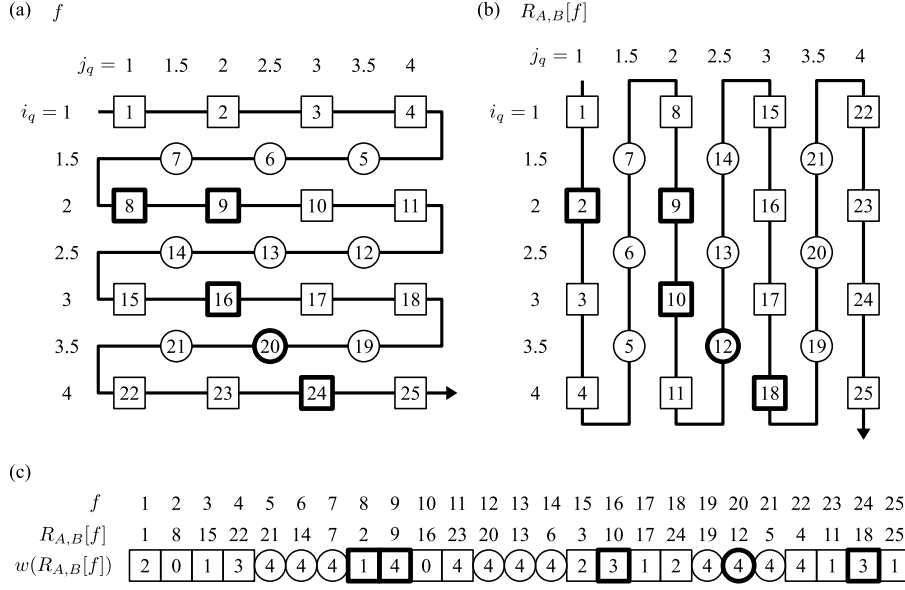 (a) f
j_q = 1 1.5 2 2.5 3 3.5 4
i_q = 1 1 2 3 4
1.5 7 6 5
2 8 9 10 11
2.5 14 13 12
3 15 16 17 18
3.5 21 20 19
4 22 23 24 25
(b) R_{A,B}[f]
j_q = 1 1.5 2 2.5 3 3.5 4
i_q = 1 1 8 15 22
1.5 7 14 21
2 2 9 16 23
2.5 6 13 20
3 3 10 17 24
3.5 5 12 19
4 4 11 18 25
(c)
f 1 2 3 4 5 6 7 8 9 10 11 12 13 14 15 16 17 18 19 20 21 22 23 24 25
R_{A,B}[f] 1 8 15 22 21 14 7 2 9 16 23 20 13 6 3 10 17 24 19 12 5 4 11 18 25
w(R_{A,B}[f]) 2 0 1 3 4 4 4 1 4 0 4 4 4 4 2 3 1 2 4 4 4 4 1 3 1